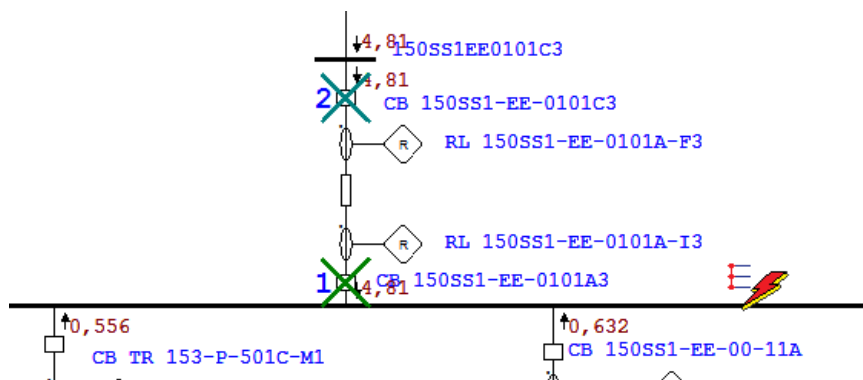 4,81
150SS1EE0101C3
4,81
2
CB 150SS1-EE-0101C3
R
RL 150SS1-EE-0101A-F3
R
RL 150SS1-EE-0101A-I3
1
CB 150SS1-EE-0101A3
4,81
0,556
0,632
CB TR 153-P-501C-M1
CB 150SS1-EE-00-11A